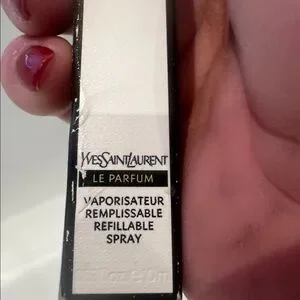 YVESSAINTLAURENT
LE PARFUM
VAPORISATEUR
REMPLISSABLE
REFILLABLE
SPRAY